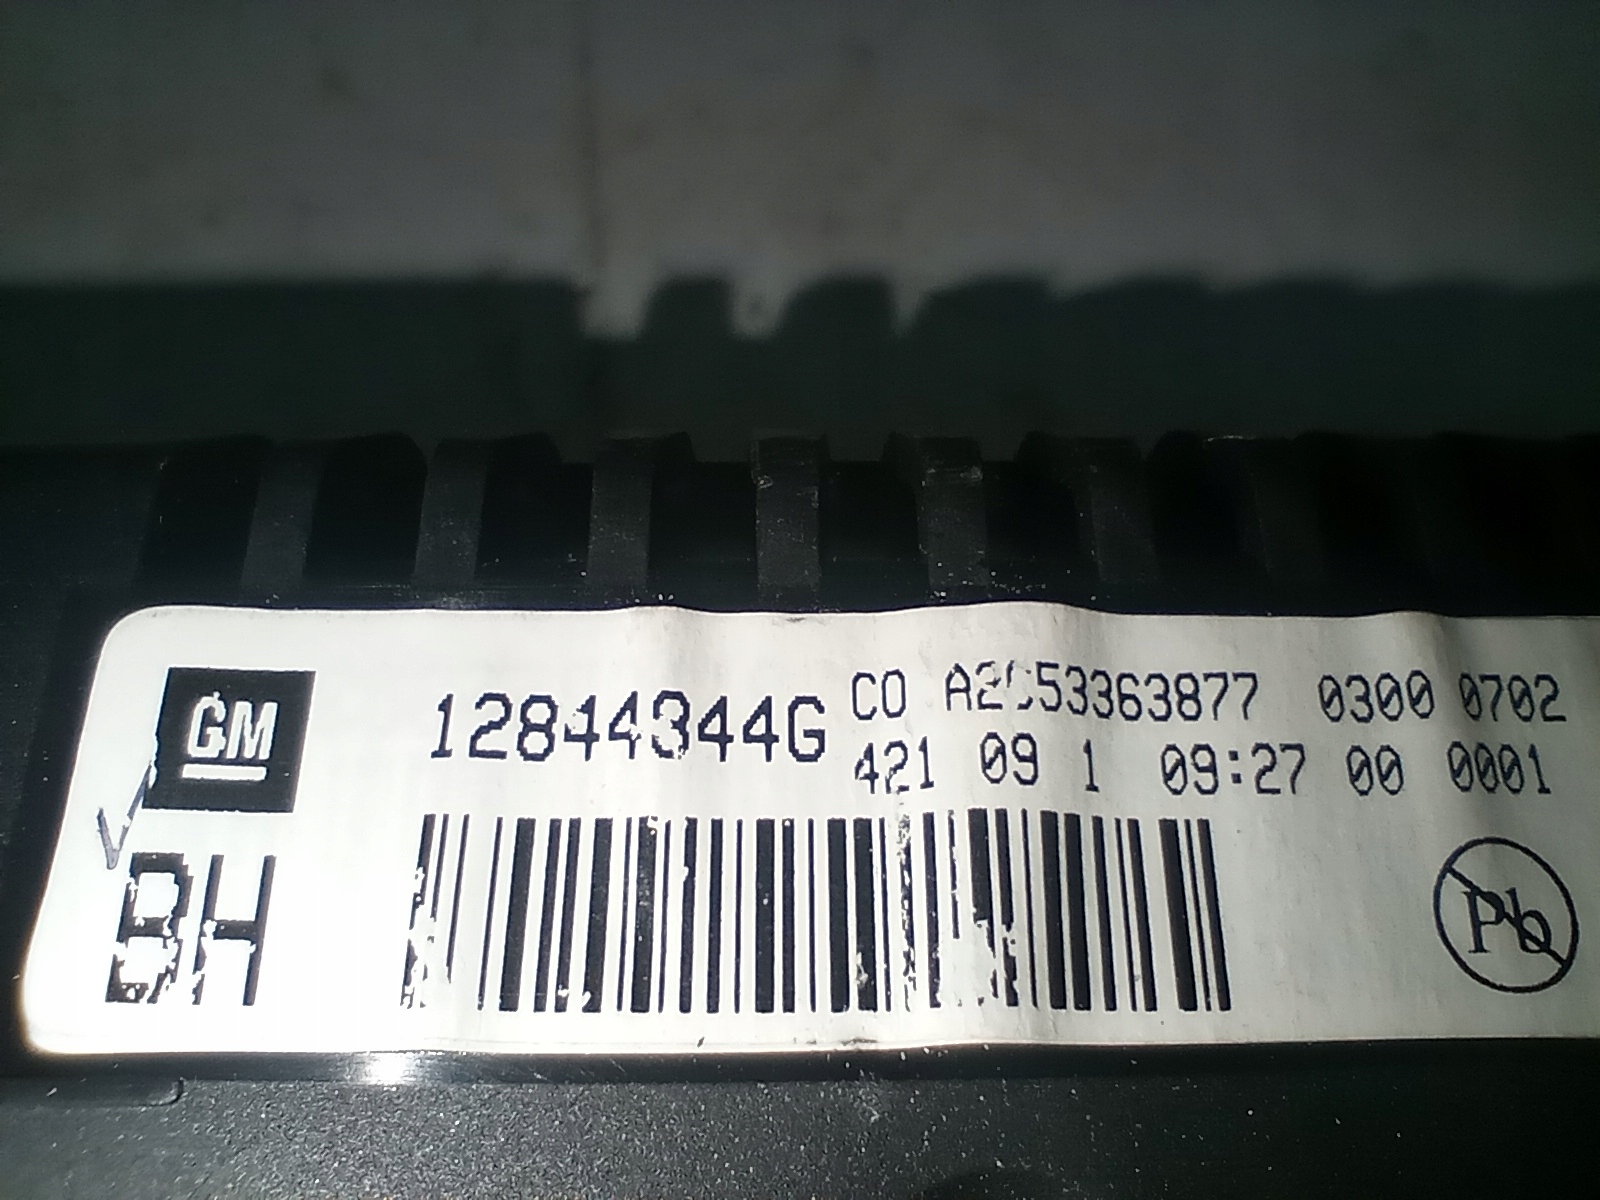 GM
12844344G
CO A2C53363877 0300 0702
421 09 1 09:27 00 0001
BH
Pb